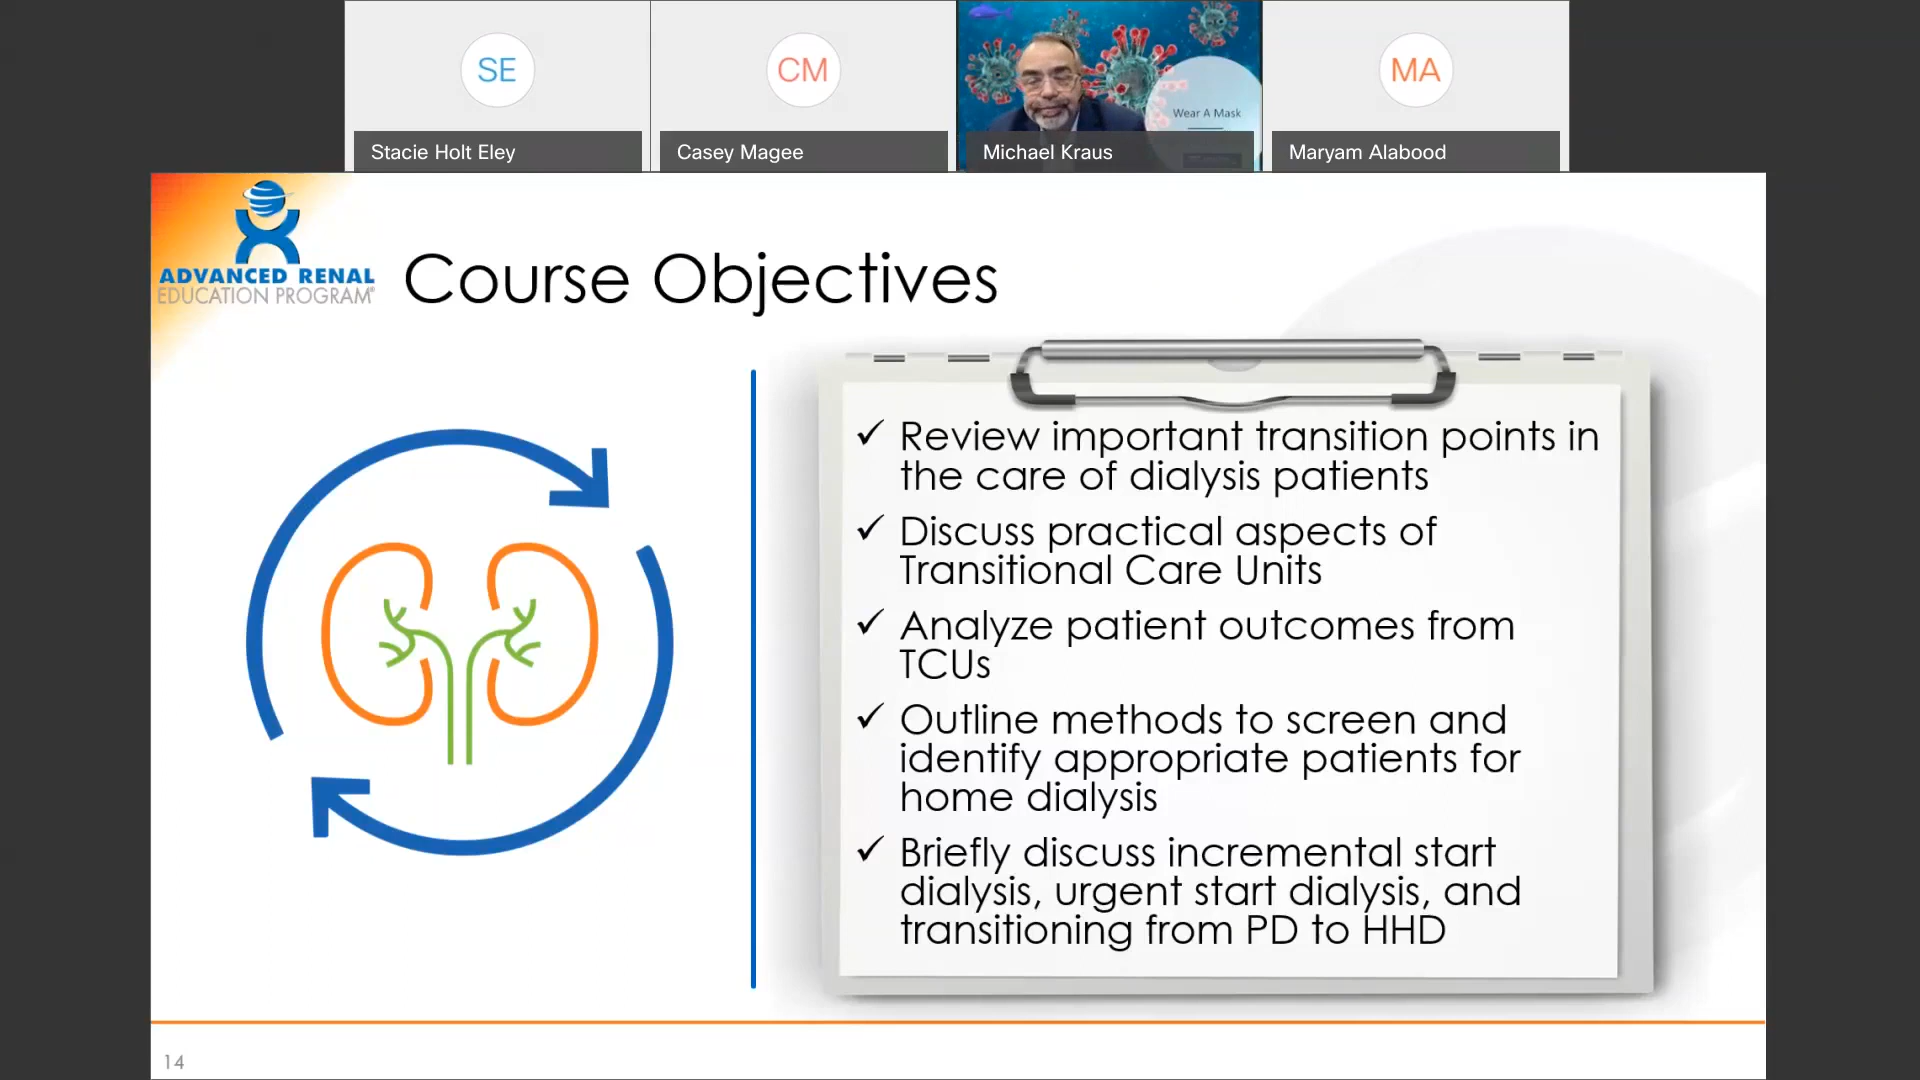 SE
CM
MA
Wear A Mask
Stacie Holt Eley
Casey Magee
Michael Kraus
Maryam Alabood
ADVANCED RENAL
EDUCATION PROGRAM®
Course Objectives
✓ Review important transition points in
the care of dialysis patients
✓ Discuss practical aspects of
Transitional Care Units
✓ Analyze patient outcomes from
TCUs
✓ Outline methods to screen and
identify appropriate patients for
home dialysis
✓ Briefly discuss incremental start
dialysis, urgent start dialysis, and
transitioning from PD to HHD
14